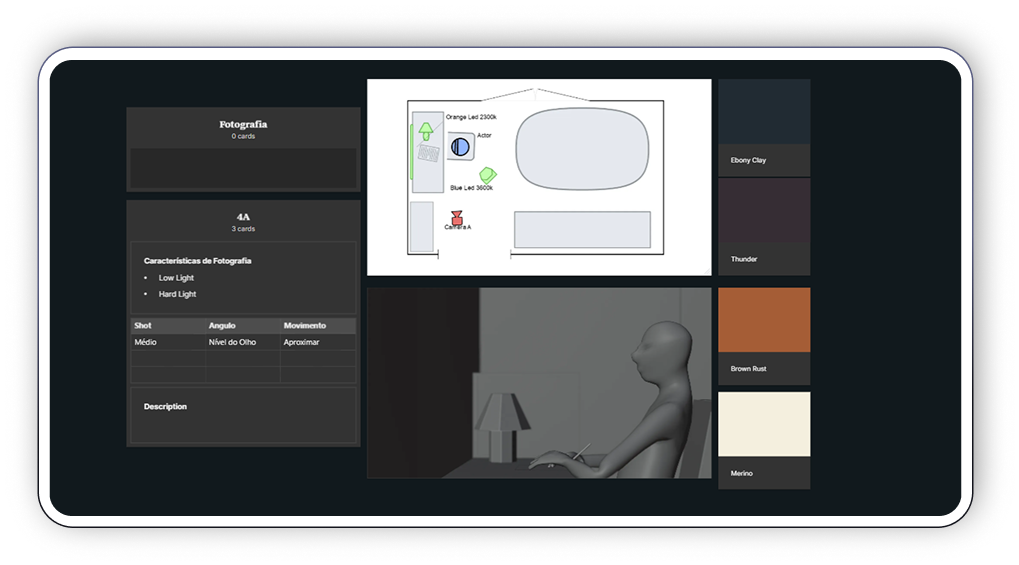 Fotografia
0 cards
4A
3 cards
Características de Fotografia
• Low Light
• Hard Light
Shot Angulo Movimento
Médio Nível do Olho Aproximar
Description
Orange Led 2300k
Actor
Blue Led 3600k
Camera A
Ebony Clay
Thunder
Brown Rust
Merino